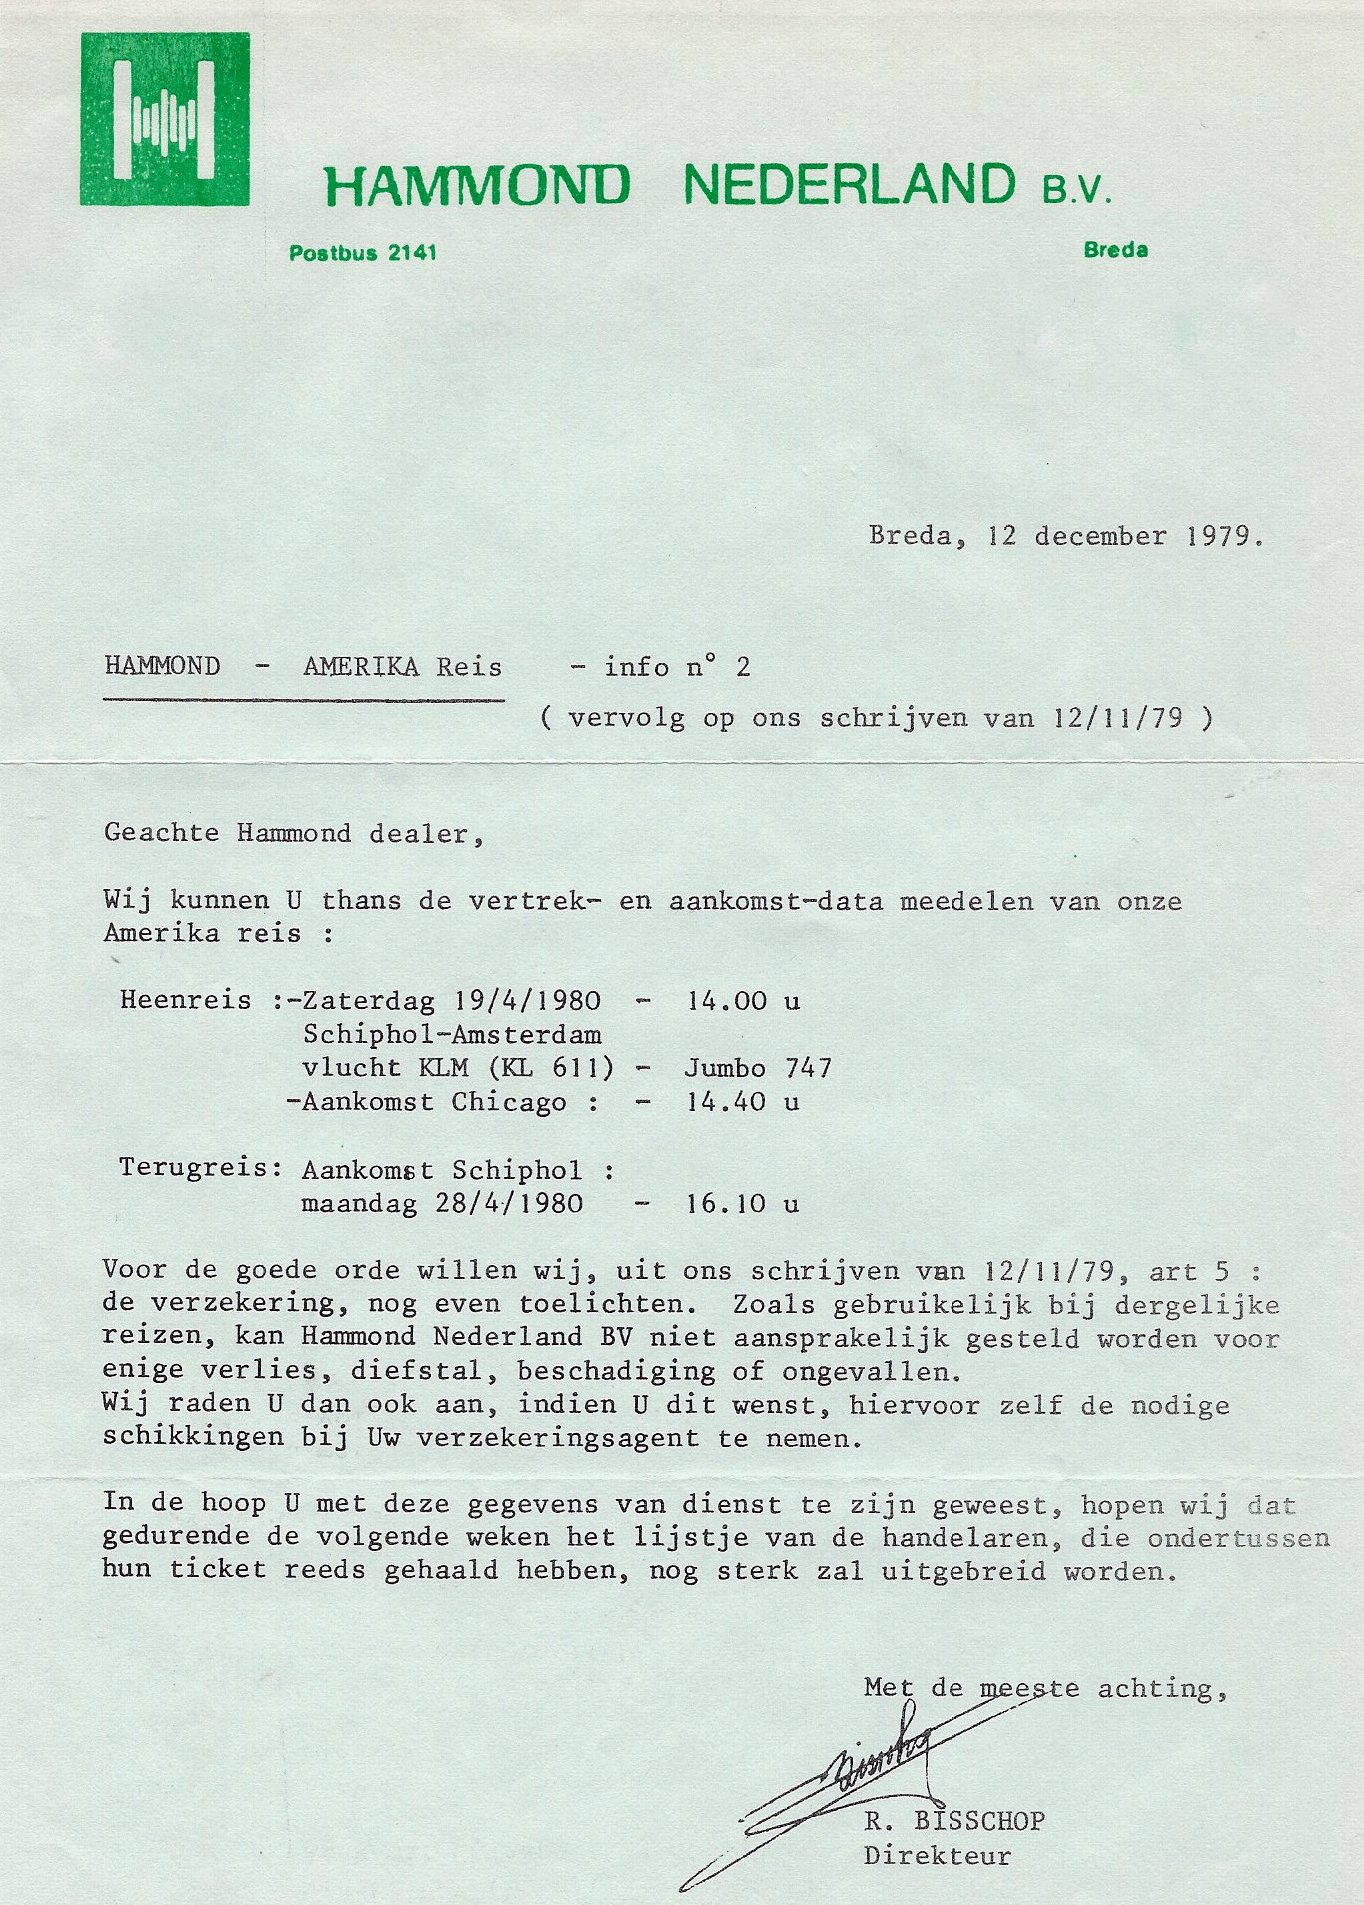 HAMMOND NEDERLAND B.V.
Postbus 2141 Breda
Breda, 12 december 1979.
HAMMOND - AMERIKA Reis - info n° 2
( vervolg op ons schrijven van 12/11/79 )
Geachte Hammond dealer,
Wij kunnen U thans de vertrek- en aankomst-data meedelen van onze
Amerika reis :
Heenreis :-Zaterdag 19/4/1980 - 14.00 u
Schiphol-Amsterdam
vlucht KLM (KL 611) - Jumbo 747
-Aankomst Chicago : - 14.40 u
Terugreis: Aankomst Schiphol :
maandag 28/4/1980 - 16.10 u
Voor de goede orde willen wij, uit ons schrijven van 12/11/79, art 5 :
de verzekering, nog even toelichten. Zoals gebruikelijk bij dergelijke
reizen, kan Hammond Nederland BV niet aansprakelijk gesteld worden voor
enige verlies, diefstal, beschadiging of ongevallen.
Wij raden U dan ook aan, indien U dit wenst, hiervoor zelf de nodige
schikkingen bij Uw verzekeringsagent te nemen.
In de hoop U met deze gegevens van dienst te zijn geweest, hopen wij dat
gedurende de volgende weken het lijstje van de handelaren, die ondertussen
hun ticket reeds gehaald hebben, nog sterk zal uitgebreid worden.
Met de meeste achting,
R. BISSCHOP
Direkteur